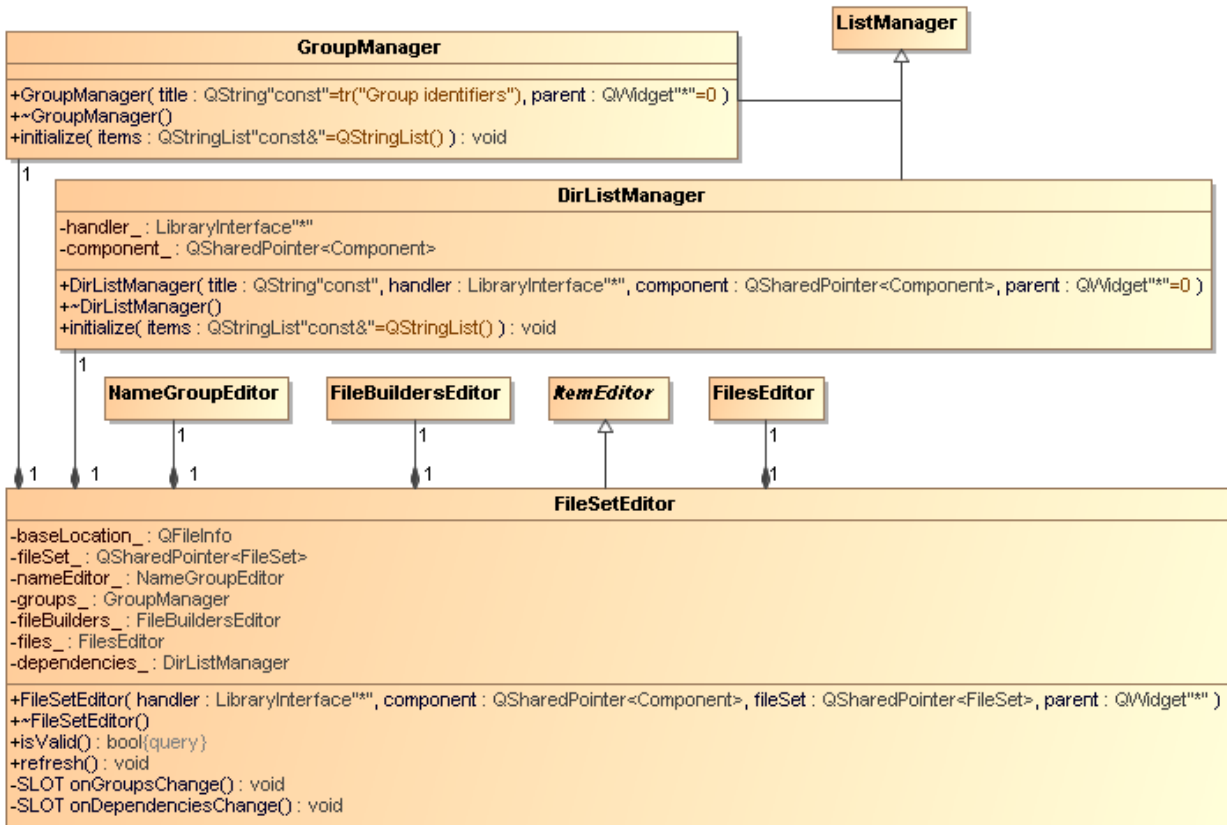 ListManager
GroupManager
+GroupManager( title : QString"const"=tr("Group identifiers"), parent : QWidget"*"=0 )
+~GroupManager()
+initialize( items : QStringList"const&"=QStringList() ) : void
1
DirListManager
-handler_ : LibraryInterface"*"
-component_ : QSharedPointer<Component>
+DirListManager( title : QString"const", handler : LibraryInterface"*", component : QSharedPointer<Component>, parent : QWidget"*"=0 )
+~DirListManager()
+initialize( items : QStringList"const&"=QStringList() ) : void
1
NameGroupEditor
FileBuildersEditor
ItemEditor
FilesEditor
1
1
1
1
1
1
1
1
FileSetEditor
-baseLocation_ : QFileInfo
-fileSet_ : QSharedPointer<FileSet>
-nameEditor_ : NameGroupEditor
-groups_ : GroupManager
-fileBuilders_ : FileBuildersEditor
-files_ : FilesEditor
-dependencies_ : DirListManager
+FileSetEditor( handler : LibraryInterface"*", component : QSharedPointer<Component>, fileSet : QSharedPointer<FileSet>, parent : QWidget"*" )
+~FileSetEditor()
+isValid() : bool{query}
+refresh() : void
-SLOT onGroupsChange() : void
-SLOT onDependenciesChange() : void